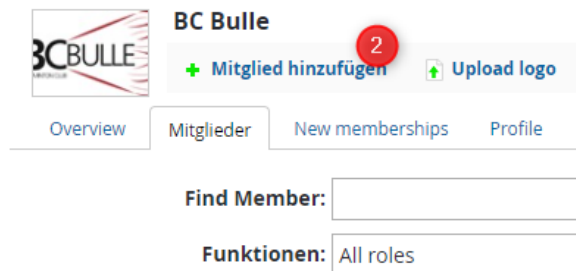 BC Bulle
BCBULLE
2
Mitglied hinzufügen Upload logo
Overview Mitglieder New memberships Profile
Find Member:
Funktionen: All roles